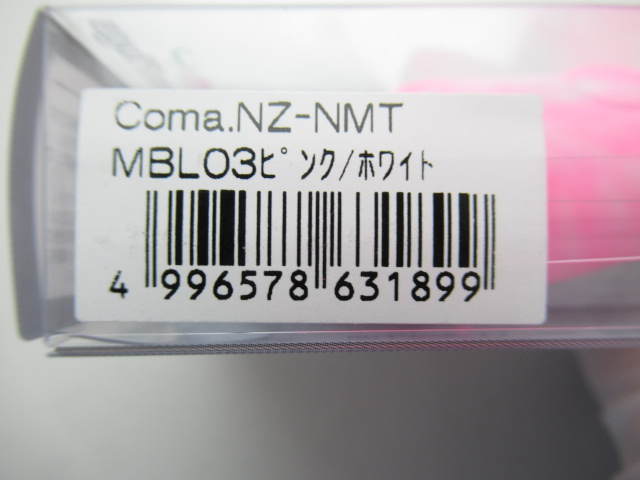 Coma.NZ-NMT
MBL03ﾋﾟﾝｸ/ﾎﾜｲﾄ
4 996578 631899